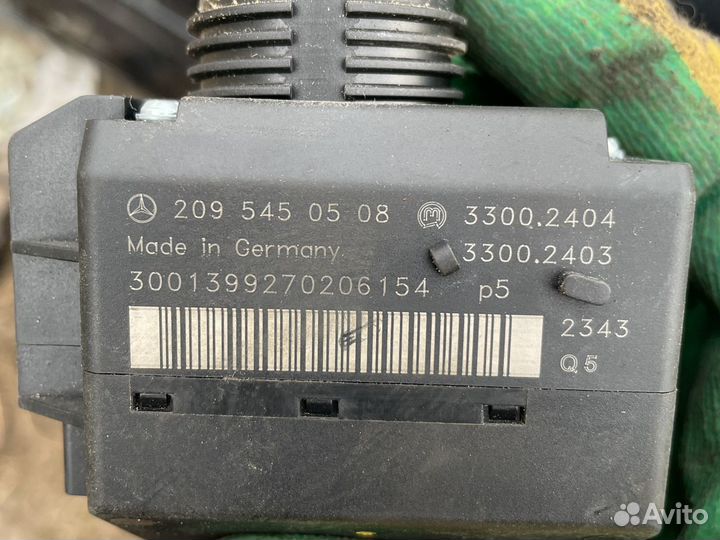 209 545 05 08 3300.2404
Made in Germany 3300.2403
3001399270206154 p5
2343
Q5
Avito